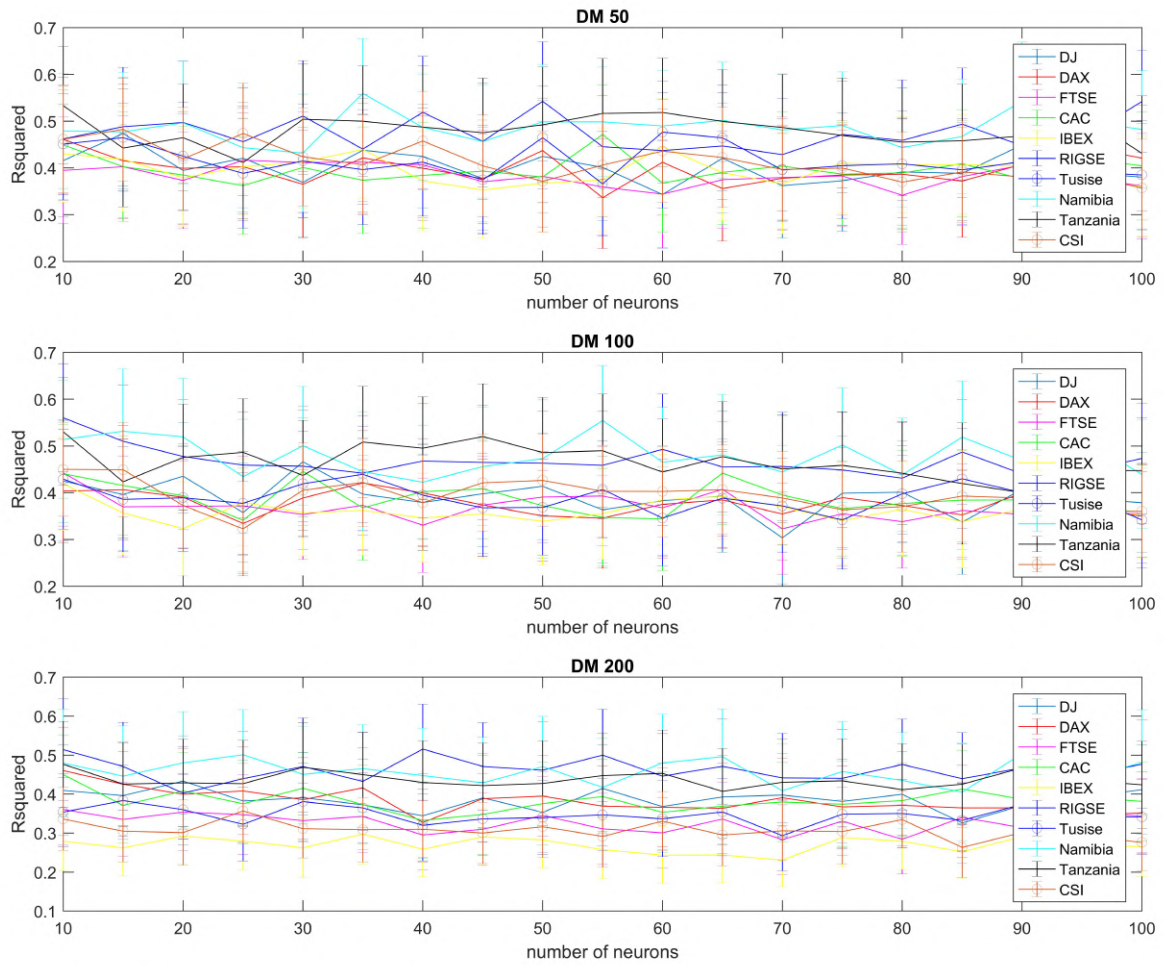 DM 50
0.7
0.6
0.5
0.4
0.3
0.2
Rsquared
DJ
DAX
FTSE
CAC
IBEX
RIGSE
Tusise
Namibia
Tanzania
CSI
10 20 30 40 50 60 70 80 90 100
number of neurons
DM 100
0.7
0.6
0.5
0.4
0.3
0.2
Rsquared
DJ
DAX
FTSE
CAC
IBEX
RIGSE
Tusise
Namibia
Tanzania
CSI
10 20 30 40 50 60 70 80 90 100
number of neurons
DM 200
0.7
0.6
0.5
0.4
0.3
0.2
0.1
Rsquared
DJ
DAX
FTSE
CAC
IBEX
RIGSE
Tusise
Namibia
Tanzania
CSI
10 20 30 40 50 60 70 80 90 100
number of neurons